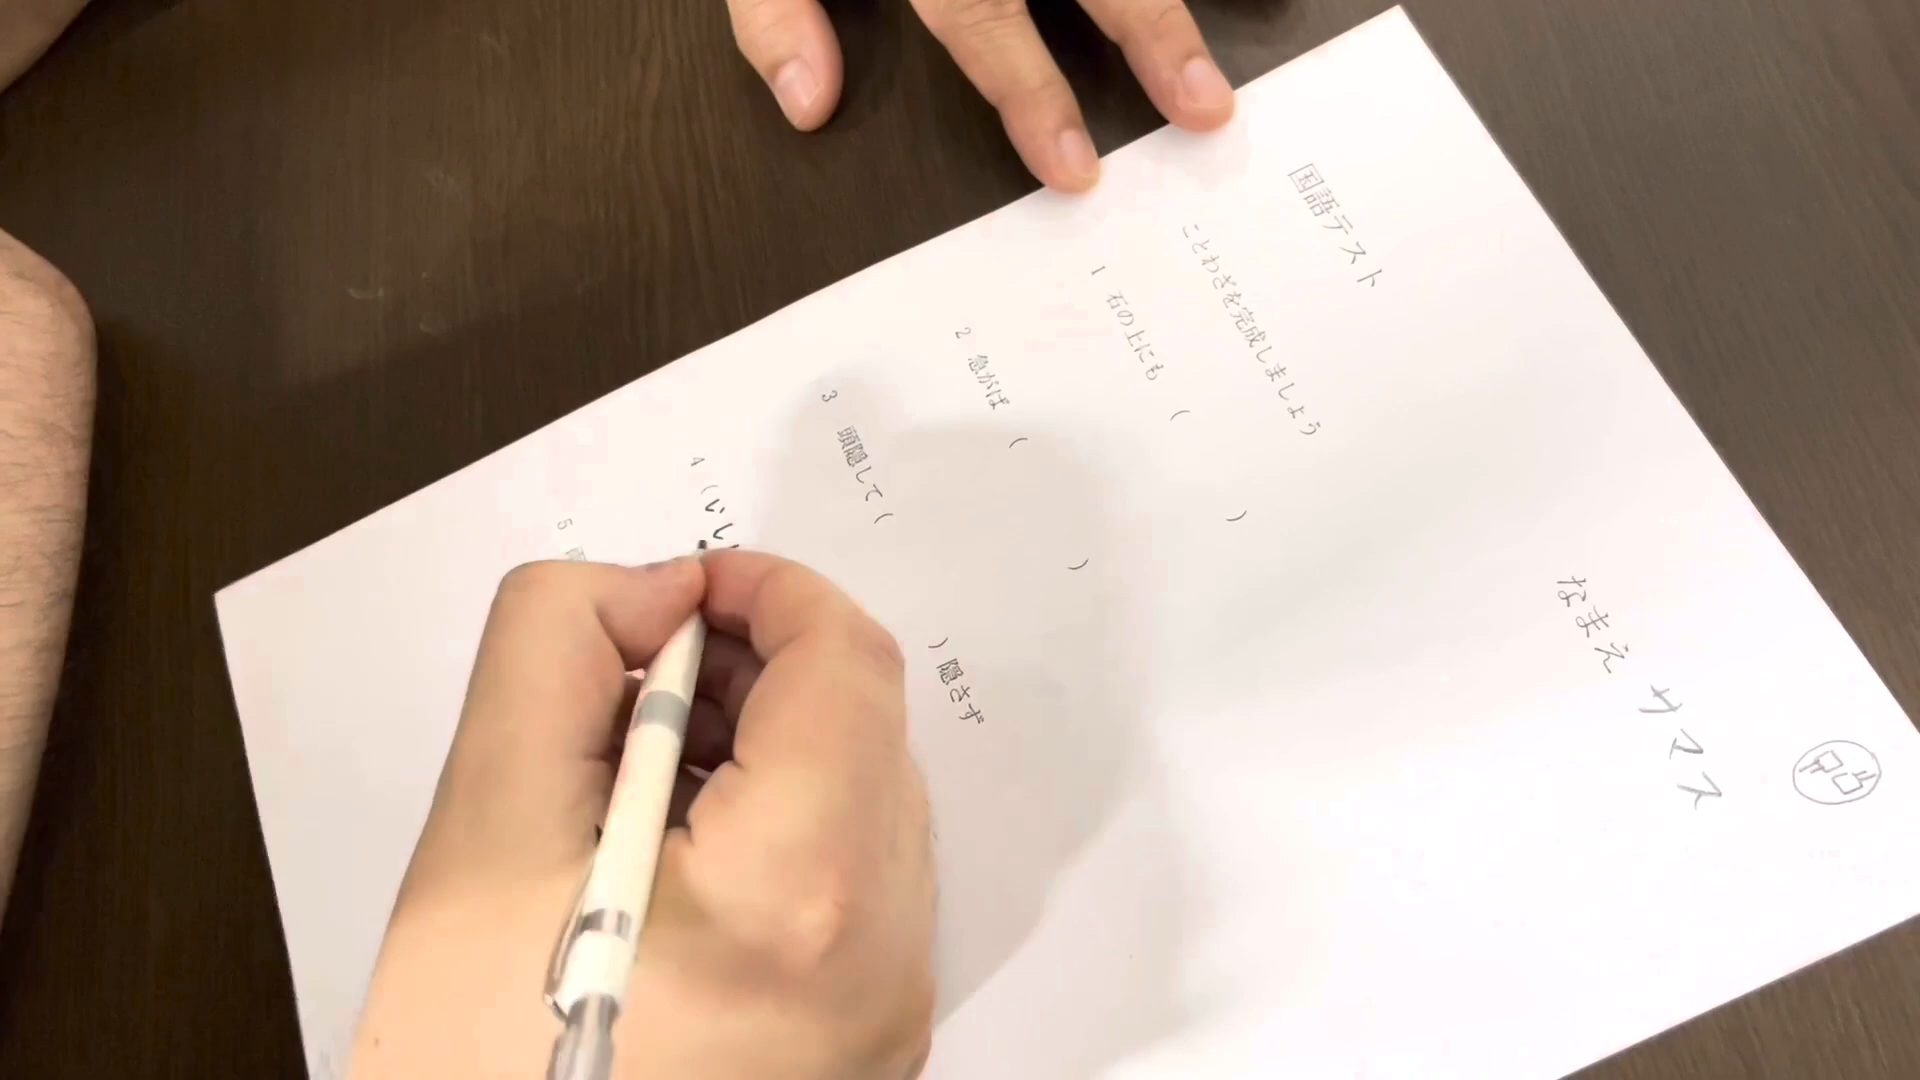 国語テスト
ことわざを完成しましょう
1 石の上にも ( )
2 急がば ( )
3 頭隠して ( ) 隠さず
4 (いし
5
なまえ サマス